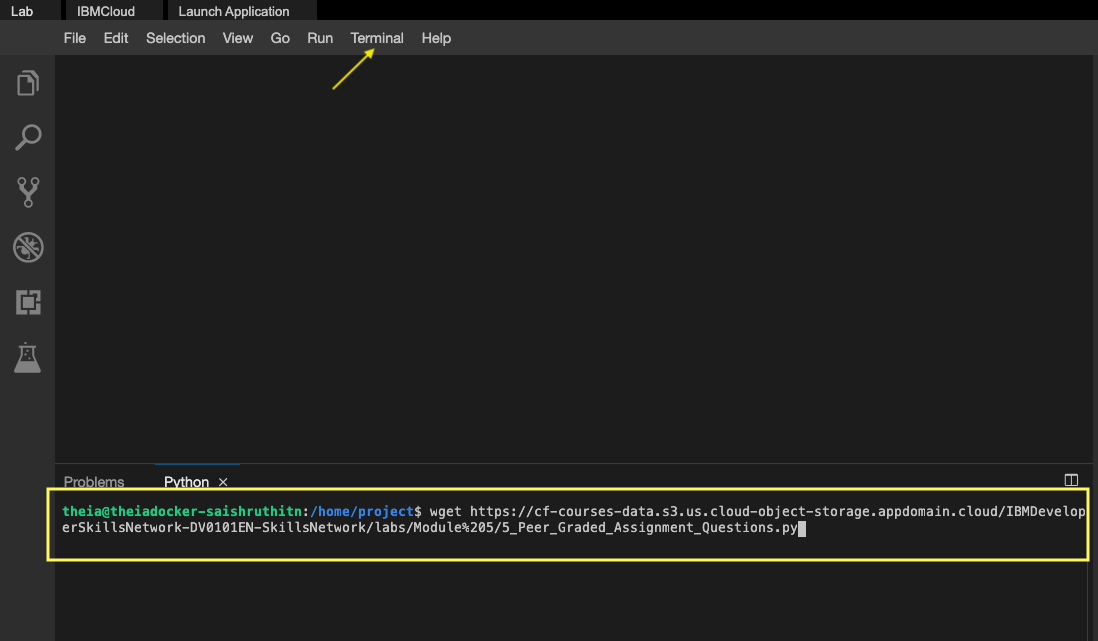 Lab IBMCloud Launch Application
File Edit Selection View Go Run Terminal Help
Problems Python ×
theia@theiadocker-saishruthitn:/home/project$ wget https://cf-courses-data.s3.us.cloud-object-storage.appdomain.cloud/IBMDevelop
erSkillsNetwork-DV0101EN-SkillsNetwork/labs/Module%205/5_Peer_Graded_Assignment_Questions.py